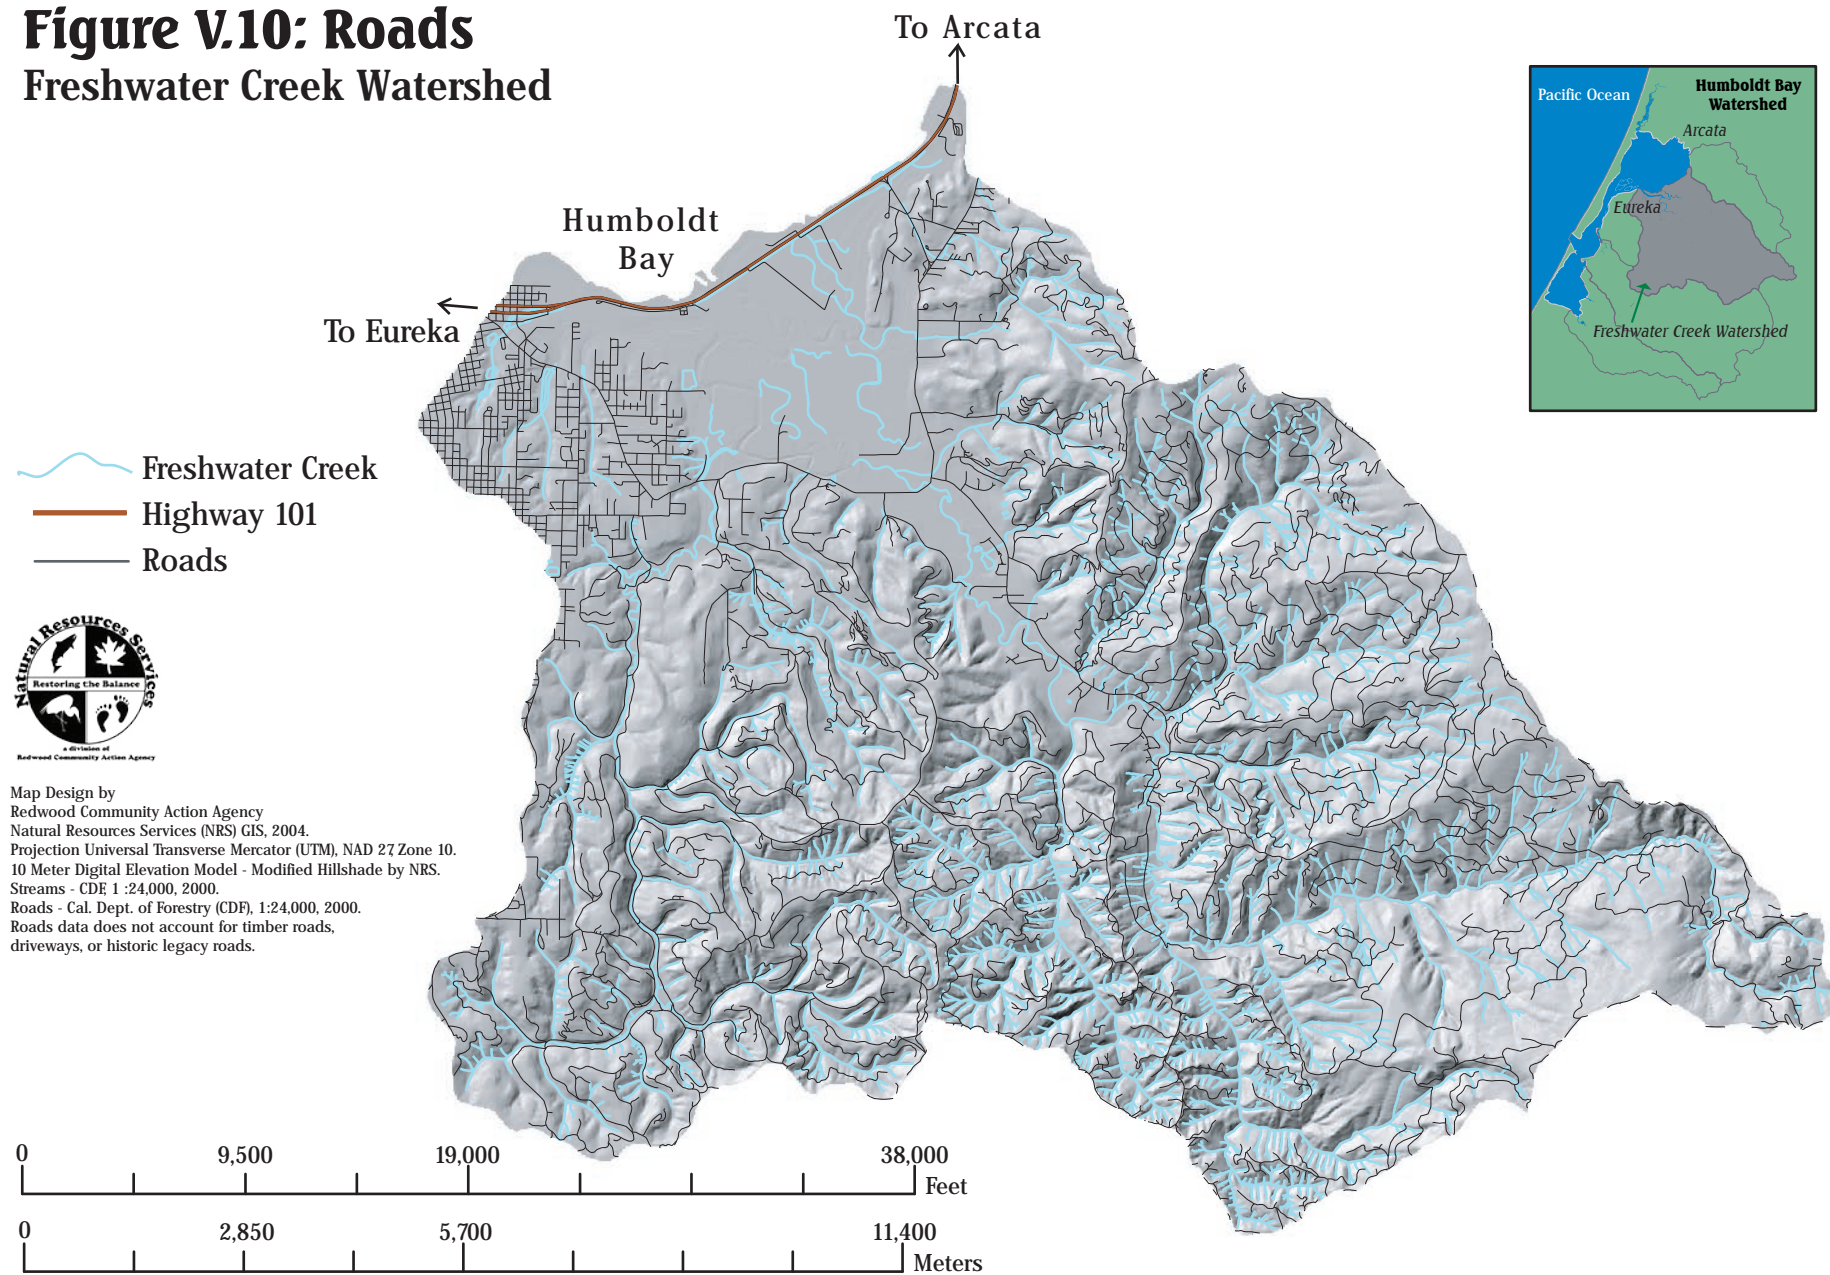 Figure V.10: Roads
Freshwater Creek Watershed
To Arcata
Humboldt
Bay
To Eureka
Pacific Ocean
Humboldt Bay
Watershed
Arcata
Eureka
Freshwater Creek Watershed
Freshwater Creek
Highway 101
Roads
Natural Resources Services
Restoring the Balance
a division of
Redwood Community Action Agency
Map Design by
Redwood Community Action Agency
Natural Resources Services (NRS) GIS, 2004.
Projection Universal Transverse Mercator (UTM), NAD 27, Zone 10.
10 Meter Digital Elevation Model - Modified Hillshade by NRS.
Streams - CDF, 1 :24,000, 2000.
Roads - Cal. Dept. of Forestry (CDF), 1:24,000, 2000.
Roads data does not account for timber roads,
driveways, or historic legacy roads.
0 9,500 19,000 38,000
Feet
0 2,850 5,700 11,400
Meters